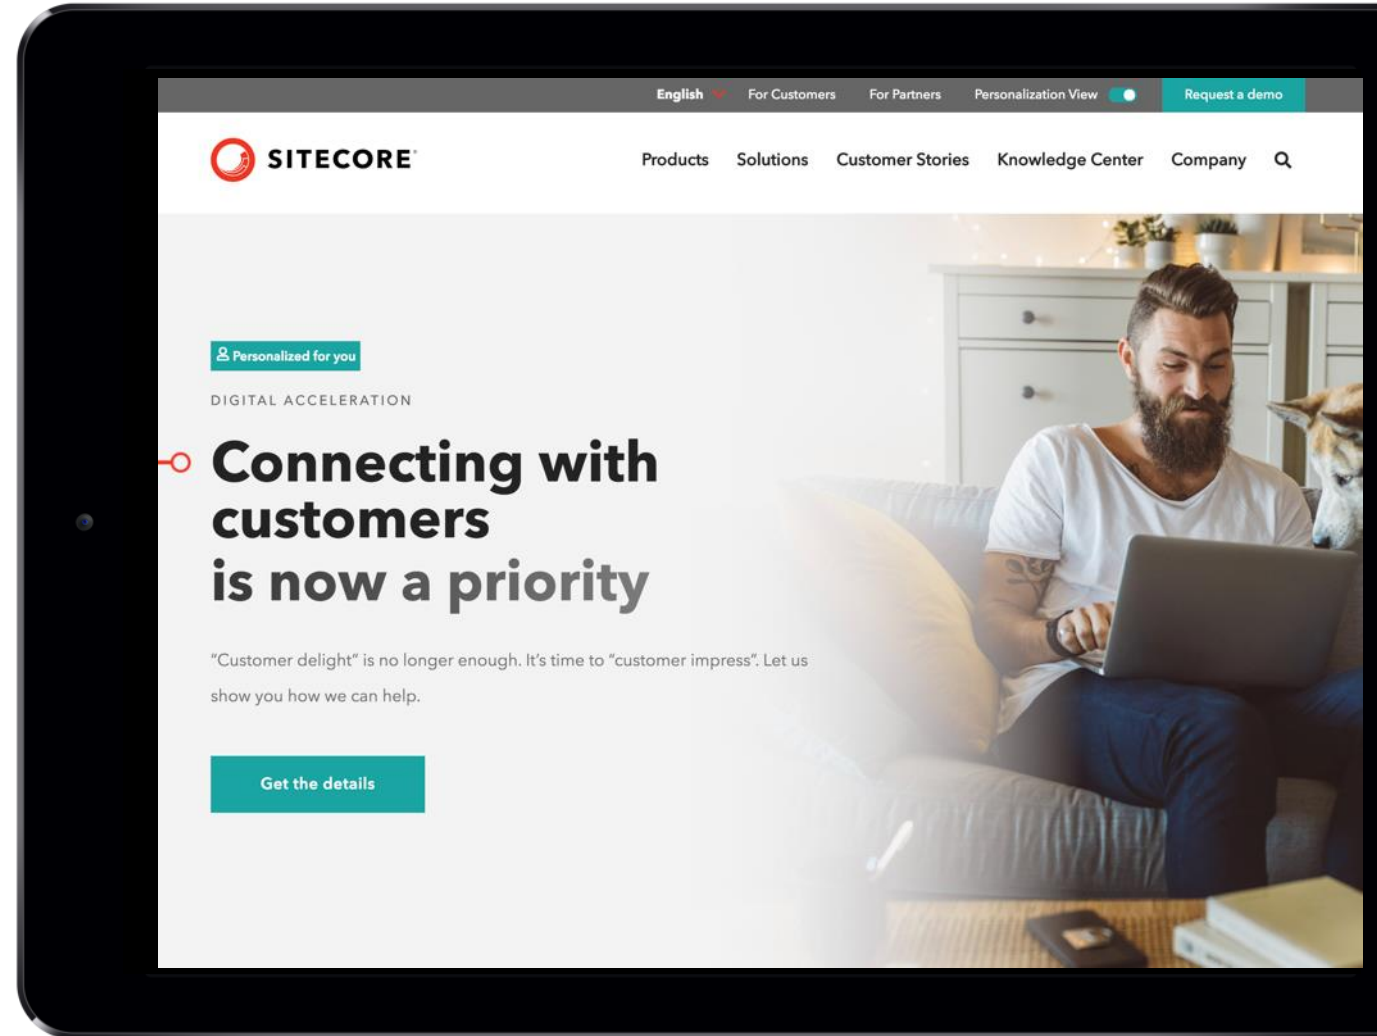 English For Customers For Partners Personalization View Request a demo
SITECORE
Products Solutions Customer Stories Knowledge Center Company
Personalized for you
DIGITAL ACCELERATION
Connecting with
customers
is now a priority
“Customer delight” is no longer enough. It’s time to “customer impress”. Let us
show you how we can help.
Get the details